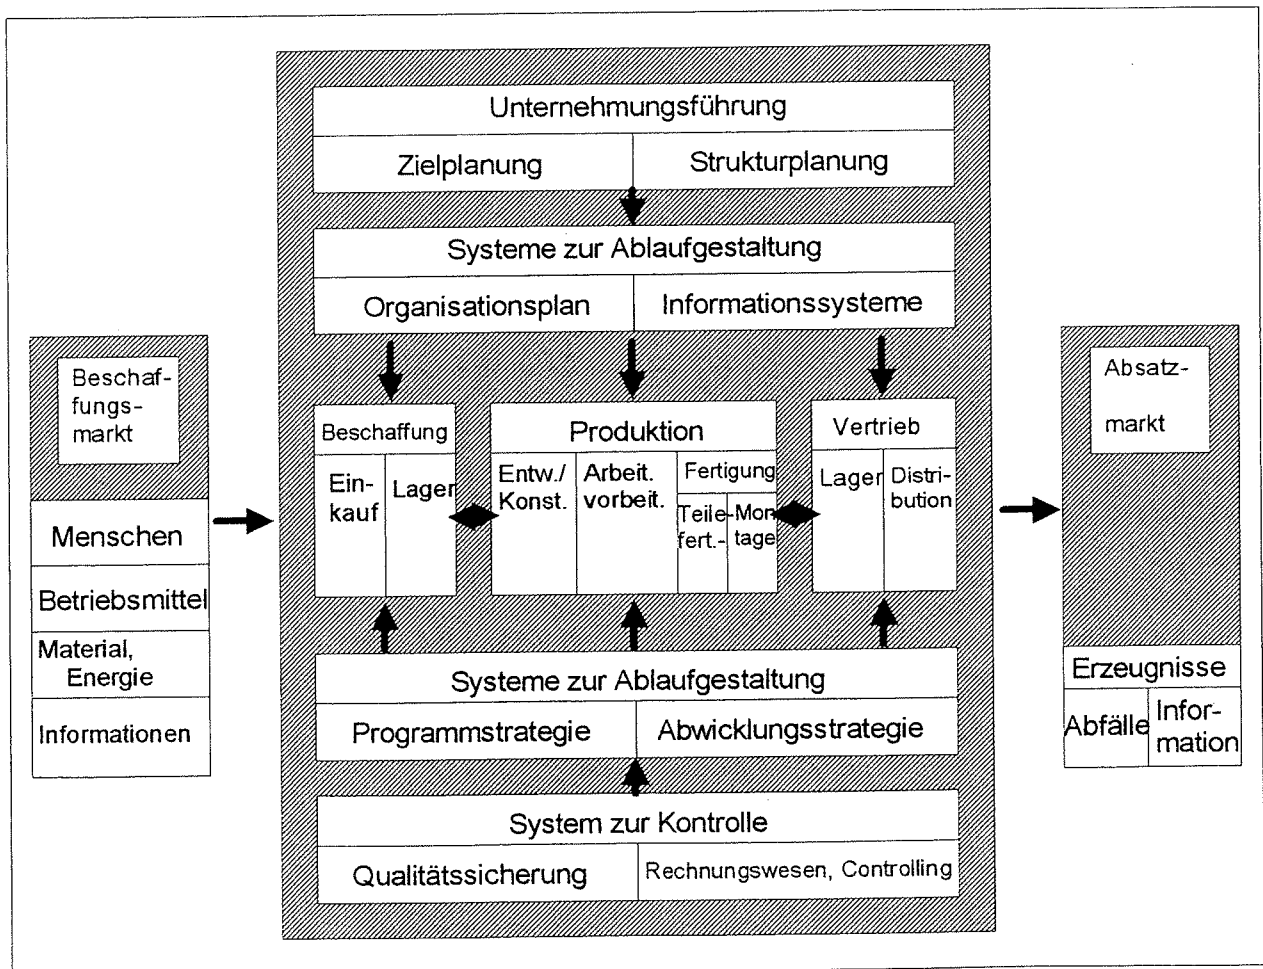 Unternehmungsführung
Zielplanung
Strukturplanung
Systeme zur Ablaufgestaltung
Organisationsplan
Informationssysteme
Beschaf-
fungs-
markt
Menschen
Betriebsmittel
Material,
Energie
Informationen
Beschaffung
Ein-
kauf
Lager
Produktion
Entw./
Konst.
Arbeit.
vorbeit.
Fertigung
Teile-
fert.-
Mon-
tage
Vertrieb
Lager
Distri-
bution
Absatz-
markt
Erzeugnisse
Abfälle
Infor-
mation
Systeme zur Ablaufgestaltung
Programmstrategie
Abwicklungsstrategie
System zur Kontrolle
Qualitätssicherung
Rechnungswesen, Controlling